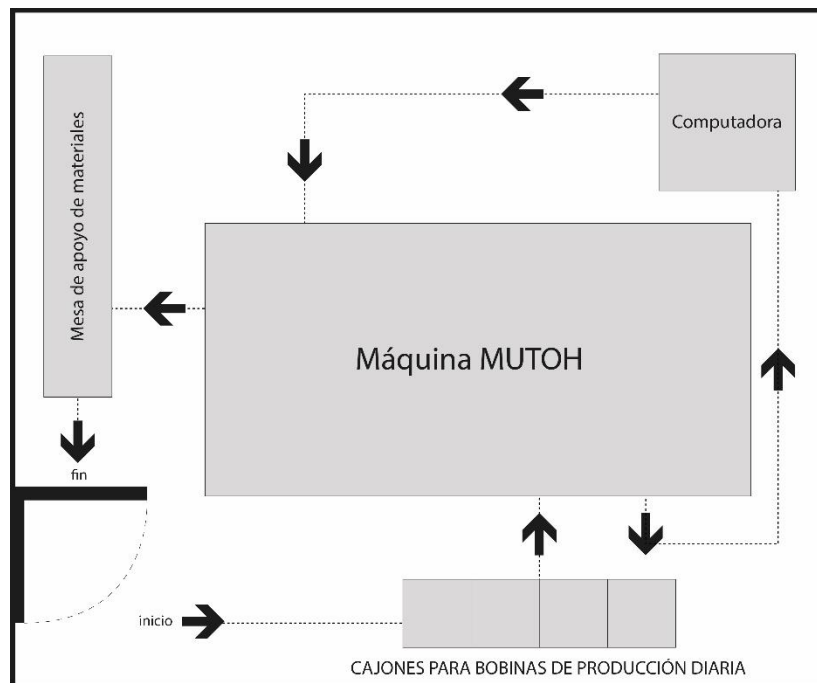 Computadora
Mesa de apoyo de materiales
Máquina MUTOH
fin
inicio
CAJONES PARA BOBINAS DE PRODUCCIÓN DIARIA